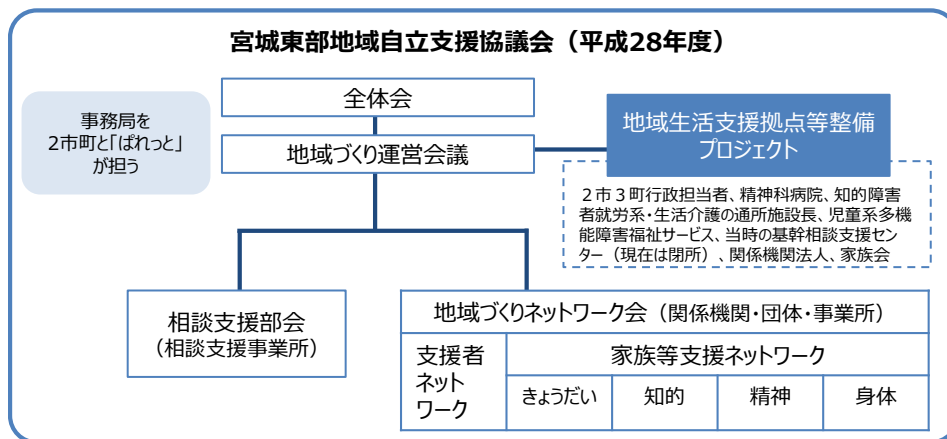 宮城東部地域自立支援協議会（平成28年度）
事務局を
2市町と「ぱれっと」
が担う
全体会
地域づくり運営会議
地域生活支援拠点等整備
プロジェクト
２市３町行政担当者、精神科病院、知的障害
者就労系・生活介護の通所施設長、児童系多機
能障害福祉サービス、当時の基幹相談支援セン
ター（現在は閉所）、関係機関法人、家族会
相談支援部会
（相談支援事業所）
地域づくりネットワーク会（関係機関・団体・事業所）
支援者
ネット
ワーク
家族等支援ネットワーク
きょうだい
知的
精神
身体